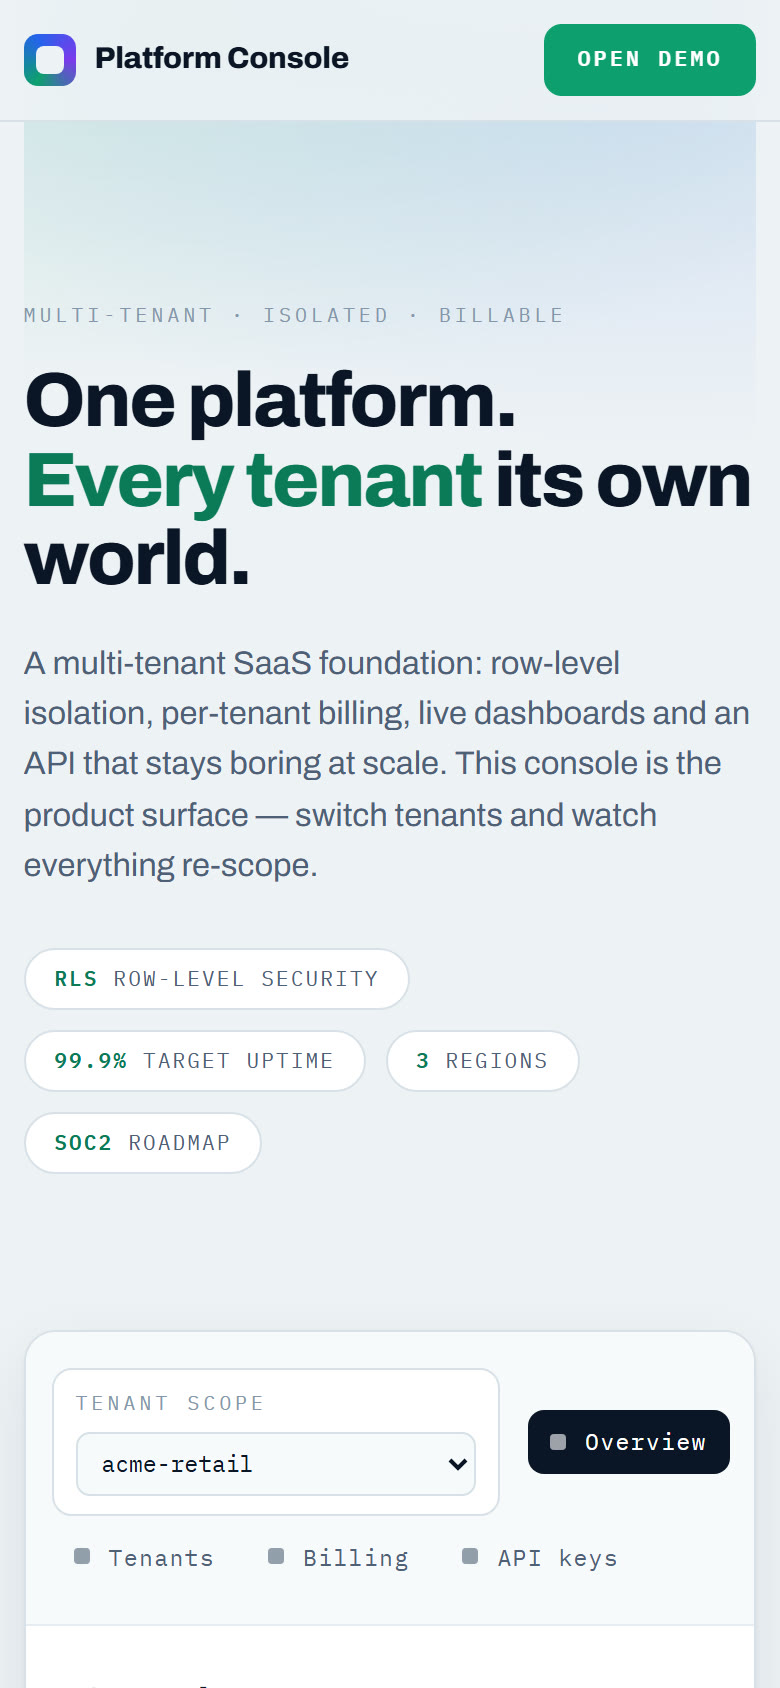 Platform Console
OPEN DEMO
MULTI-TENANT · ISOLATED · BILLABLE
One platform.
Every tenant its own
world.
A multi-tenant SaaS foundation: row-level
isolation, per-tenant billing, live dashboards and an
API that stays boring at scale. This console is the
product surface — switch tenants and watch
everything re-scope.
RLS ROW-LEVEL SECURITY
99.9% TARGET UPTIME
3 REGIONS
SOC2 ROADMAP
TENANT SCOPE
acme-retail
Overview
Tenants
Billing
API keys